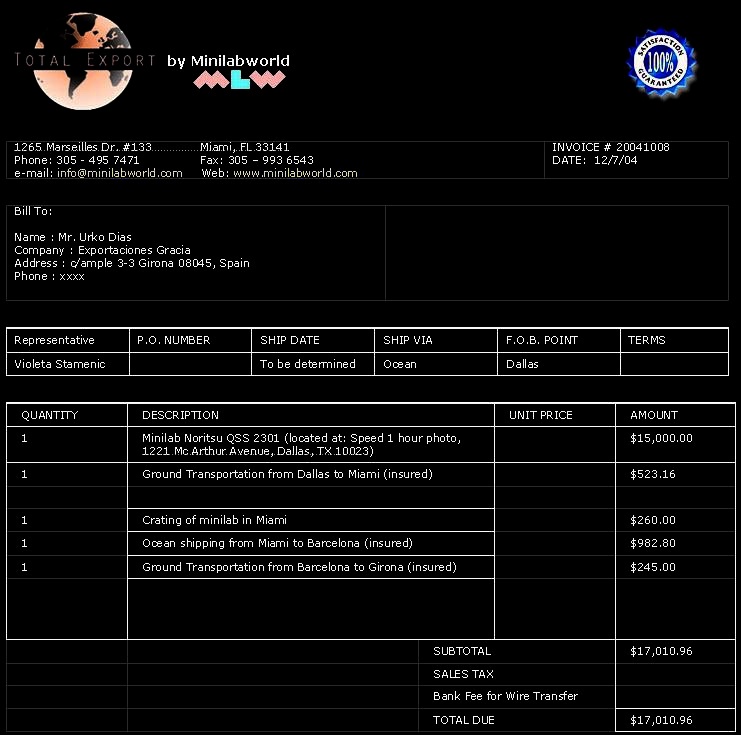 TOTAL EXPORT by Minilabworld
SATISFACTION
100%
GUARANTEED
1265 Marseilles Dr. #133..............Miami, FL 33141
Phone: 305 - 495 7471 Fax: 305 – 993 6543
e-mail: info@minilabworld.com Web: www.minilabworld.com
INVOICE # 20041008
DATE: 12/7/04
Bill To:
Name : Mr. Urko Dias
Company : Exportaciones Gracia
Address : c/ample 3-3 Girona 08045, Spain
Phone : xxxx
Representative P.O. NUMBER SHIP DATE SHIP VIA F.O.B. POINT TERMS
Violeta Stamenic To be determined Ocean Dallas
QUANTITY DESCRIPTION UNIT PRICE AMOUNT
1 Minilab Noritsu QSS 2301 (located at: Speed 1 hour photo, $15,000.00
1221 Mc.Arthur Avenue, Dallas, TX 10023)
1 Ground Transportation from Dallas to Miami (insured) $523.16
1 Crating of minilab in Miami $260.00
1 Ocean shipping from Miami to Barcelona (insured) $982.80
1 Ground Transportation from Barcelona to Girona (insured) $245.00
SUBTOTAL $17,010.96
SALES TAX
Bank Fee for Wire Transfer
TOTAL DUE $17,010.96